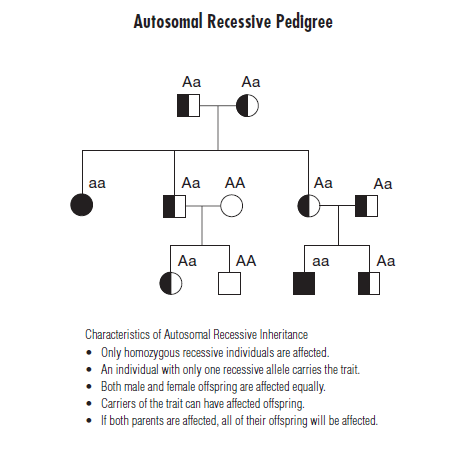 Autosomal Recessive Pedigree
Aa Aa
aa Aa AA Aa Aa
Aa AA aa Aa
Characteristics of Autosomal Recessive Inheritance
• Only homozygous recessive individuals are affected.
• An individual with only one recessive allele carries the trait.
• Both male and female offspring are affected equally.
• Carriers of the trait can have affected offspring.
• If both parents are affected, all of their offspring will be affected.